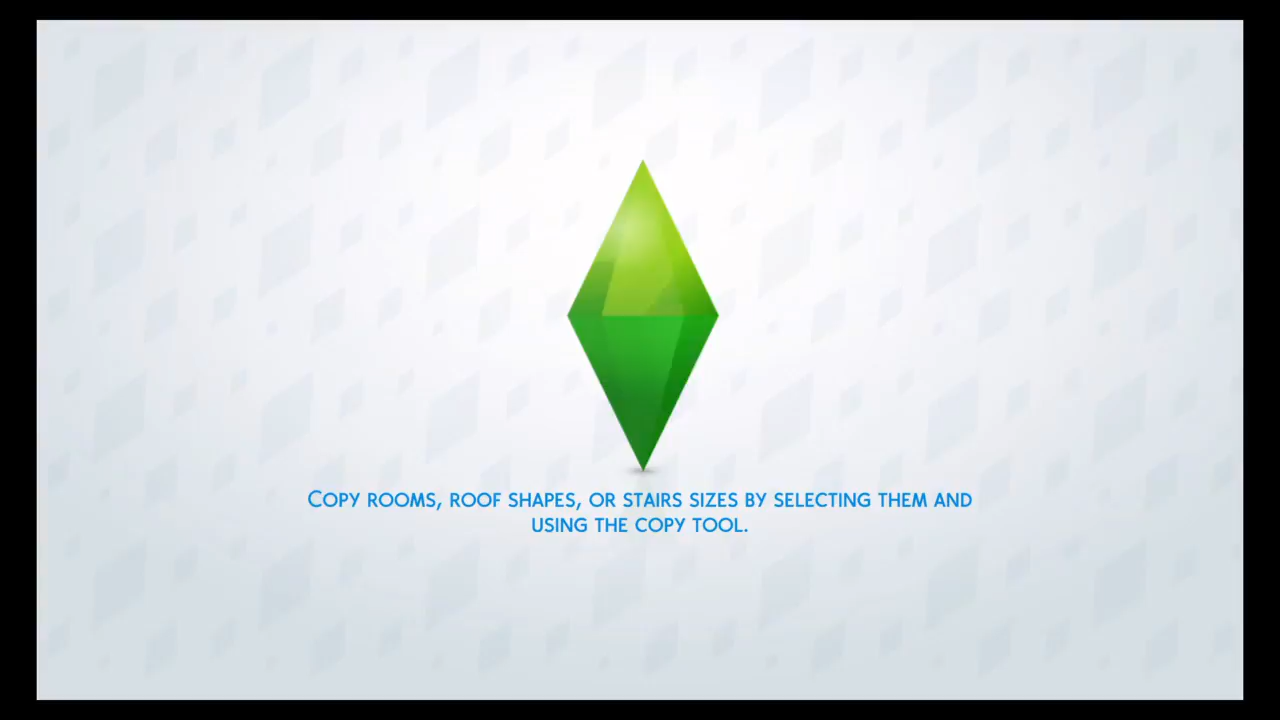 Copy rooms, roof shapes, or stairs sizes by selecting them and
using the copy tool.